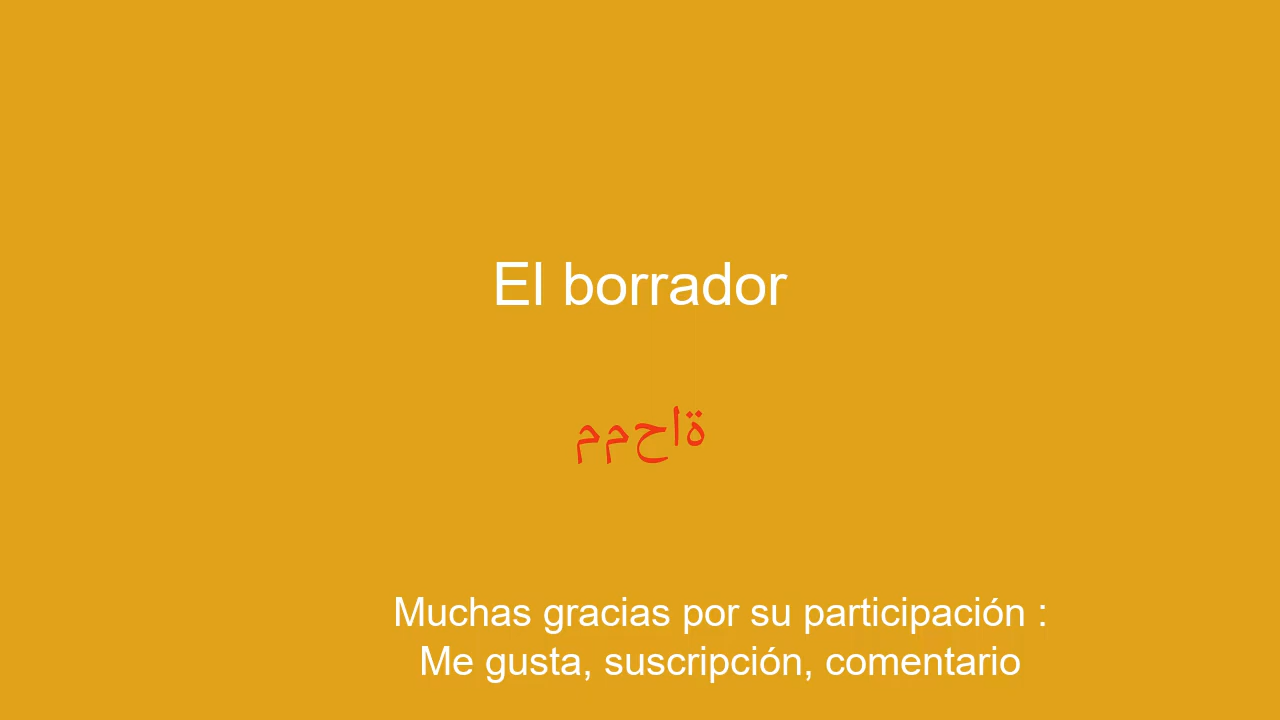 El borrador
ممحاة
Muchas gracias por su participación :
Me gusta, suscripción, comentario